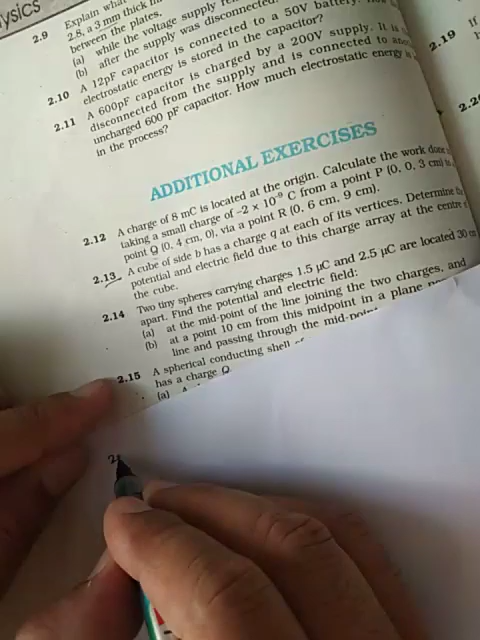 ysics
2.9 Explain what
2.8, a 3 mm thick
between the plates.
(a) while the voltage supply
(b) after the supply was disconnected.
2.10 A 12pF capacitor is connected to a 50V battery.
electrostatic energy is stored in the capacitor?
2.11 A 600pF capacitor is charged by a 200V supply. It is
disconnected from the supply and is connected to
uncharged 600 pF capacitor. How much electrostatic energy is
in the process?
ADDITIONAL EXERCISES
2.12 A charge of 8 mC is located at the origin. Calculate the work done
taking a small charge of –2 × 10⁻⁹ C from a point P (0, 0, 3 cm)
point Q (0, 4 cm, 0), via a point R (0, 6 cm, 9 cm).
2.13 A cube of side b has a charge q at each of its vertices. Determine
potential and electric field due to this charge array at the centre
the cube.
2.14 Two tiny spheres carrying charges 1.5 µC and 2.5 µC are located 30
apart. Find the potential and electric field:
(a) at the mid-point of the line joining the two charges, and
(b) at a point 10 cm from this midpoint in a plane
line and passing through the
2.15 A spherical conducting shell
has a charge Q.
(a)
2.19